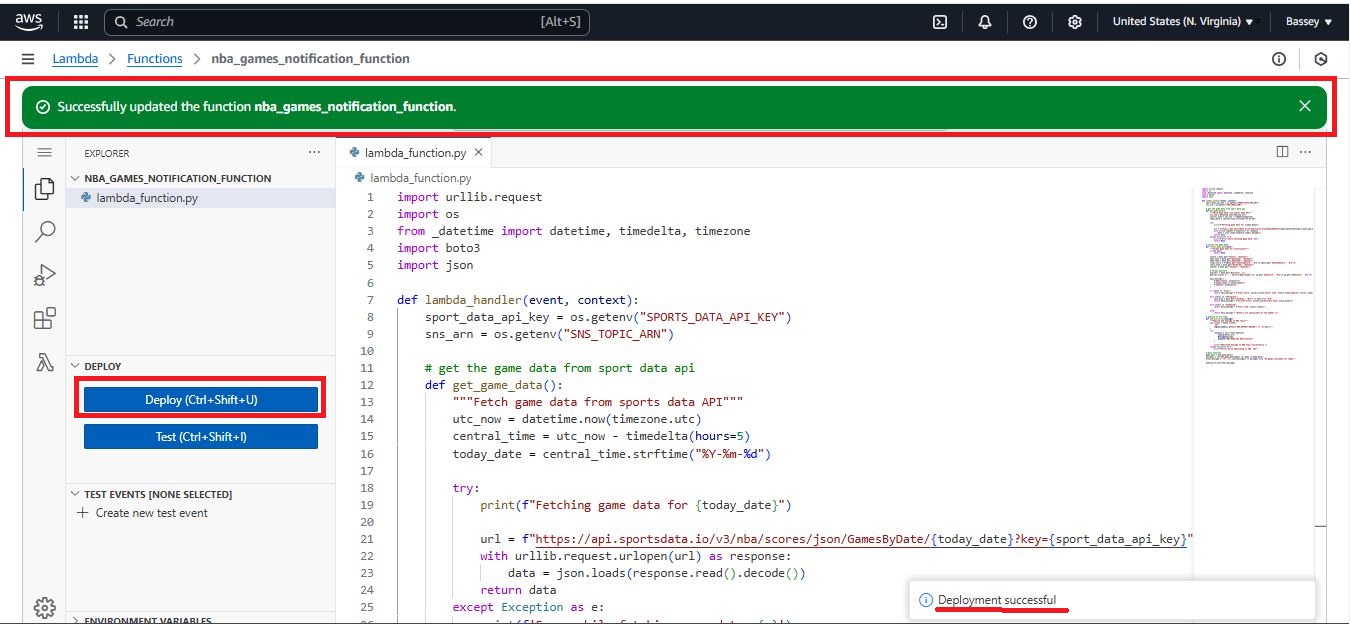 aws
Search [Alt+S] United States (N. Virginia) Bassey
Lambda > Functions > nba_games_notification_function
Successfully updated the function nba_games_notification_function.
EXPLORER
NBA_GAMES_NOTIFICATION_FUNCTION
lambda_function.py
DEPLOY
Deploy (Ctrl+Shift+U)
Test (Ctrl+Shift+I)
TEST EVENTS [NONE SELECTED]
Create new test event
ENVIRONMENT VARIABLES
lambda_function.py
lambda_function.py
1 import urllib.request
2 import os
3 from _datetime import datetime, timedelta, timezone
4 import boto3
5 import json
6
7 def lambda_handler(event, context):
8 sport_data_api_key = os.getenv("SPORTS_DATA_API_KEY")
9 sns_arn = os.getenv("SNS_TOPIC_ARN")
10
11 # get the game data from sport data api
12 def get_game_data():
13 """Fetch game data from sports data API"""
14 utc_now = datetime.now(timezone.utc)
15 central_time = utc_now - timedelta(hours=5)
16 today_date = central_time.strftime("%Y-%m-%d")
17
18 try:
19 print(f"Fetching game data for {today_date}")
20
21 url = f"https://api.sportsdata.io/v3/nba/scores/json/GamesByDate/{today_date}?key={sport_data_api_key}"
22 with urllib.request.urlopen(url) as response:
23 data = json.loads(response.read().decode())
24 return data
25 except Exception as e:
Deployment successful